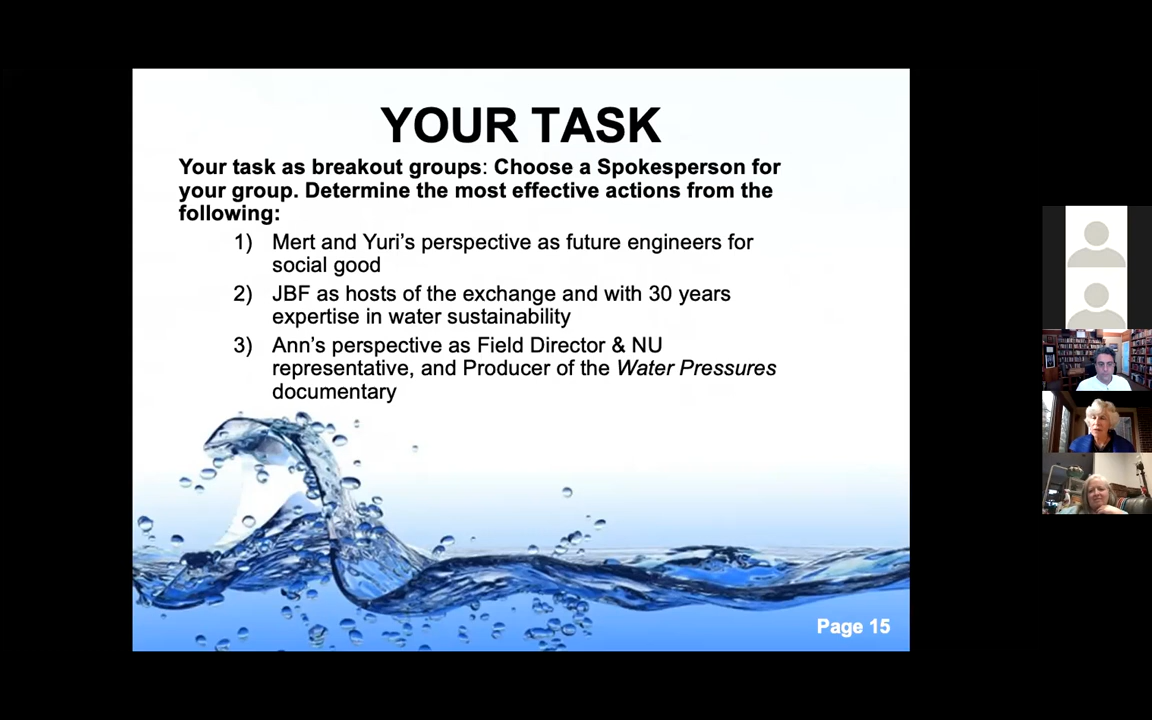 YOUR TASK
Your task as breakout groups: Choose a Spokesperson for
your group. Determine the most effective actions from the
following:
1) Mert and Yuri's perspective as future engineers for
social good
2) JBF as hosts of the exchange and with 30 years
expertise in water sustainability
3) Ann's perspective as Field Director & NU
representative, and Producer of the Water Pressures
documentary
Page 15